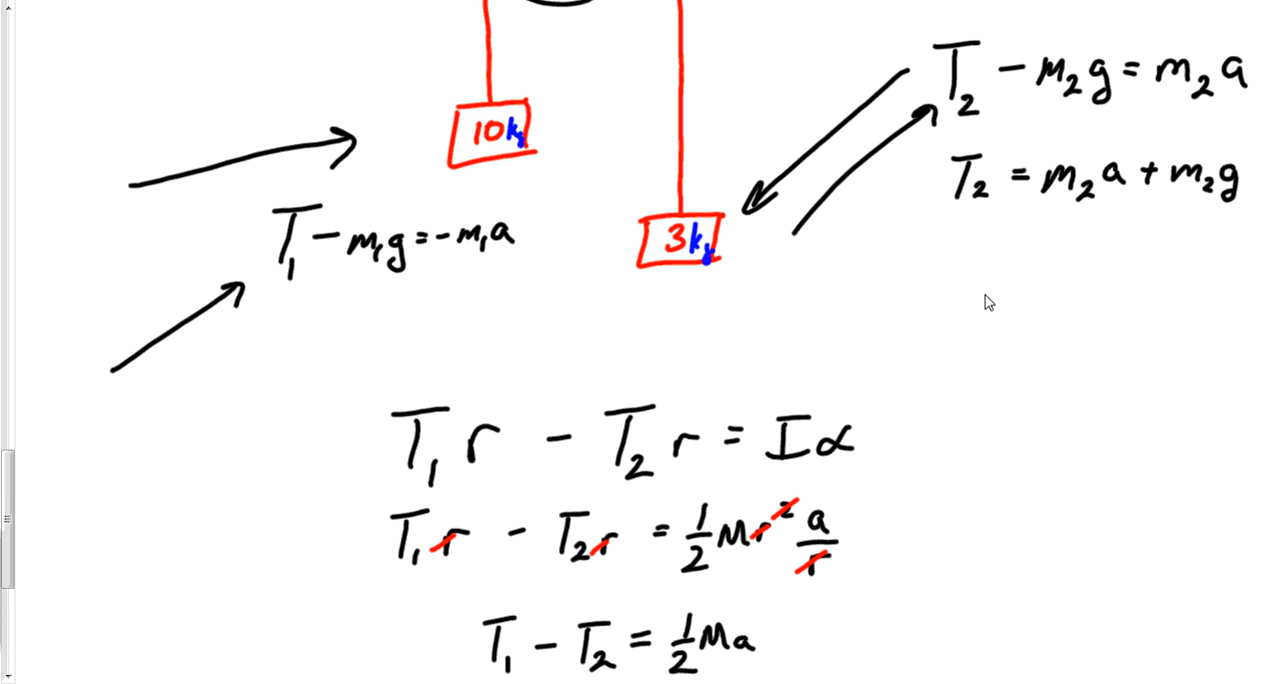 T₂ - m₂g = m₂a
10kg
T₂ = m₂a + m₂g
T₁ - m₁g = -m₁a
3kg
T₁r - T₂r = Iα
T₁r - T₂r = ½Mr² a/r
T₁ - T₂ = ½Ma